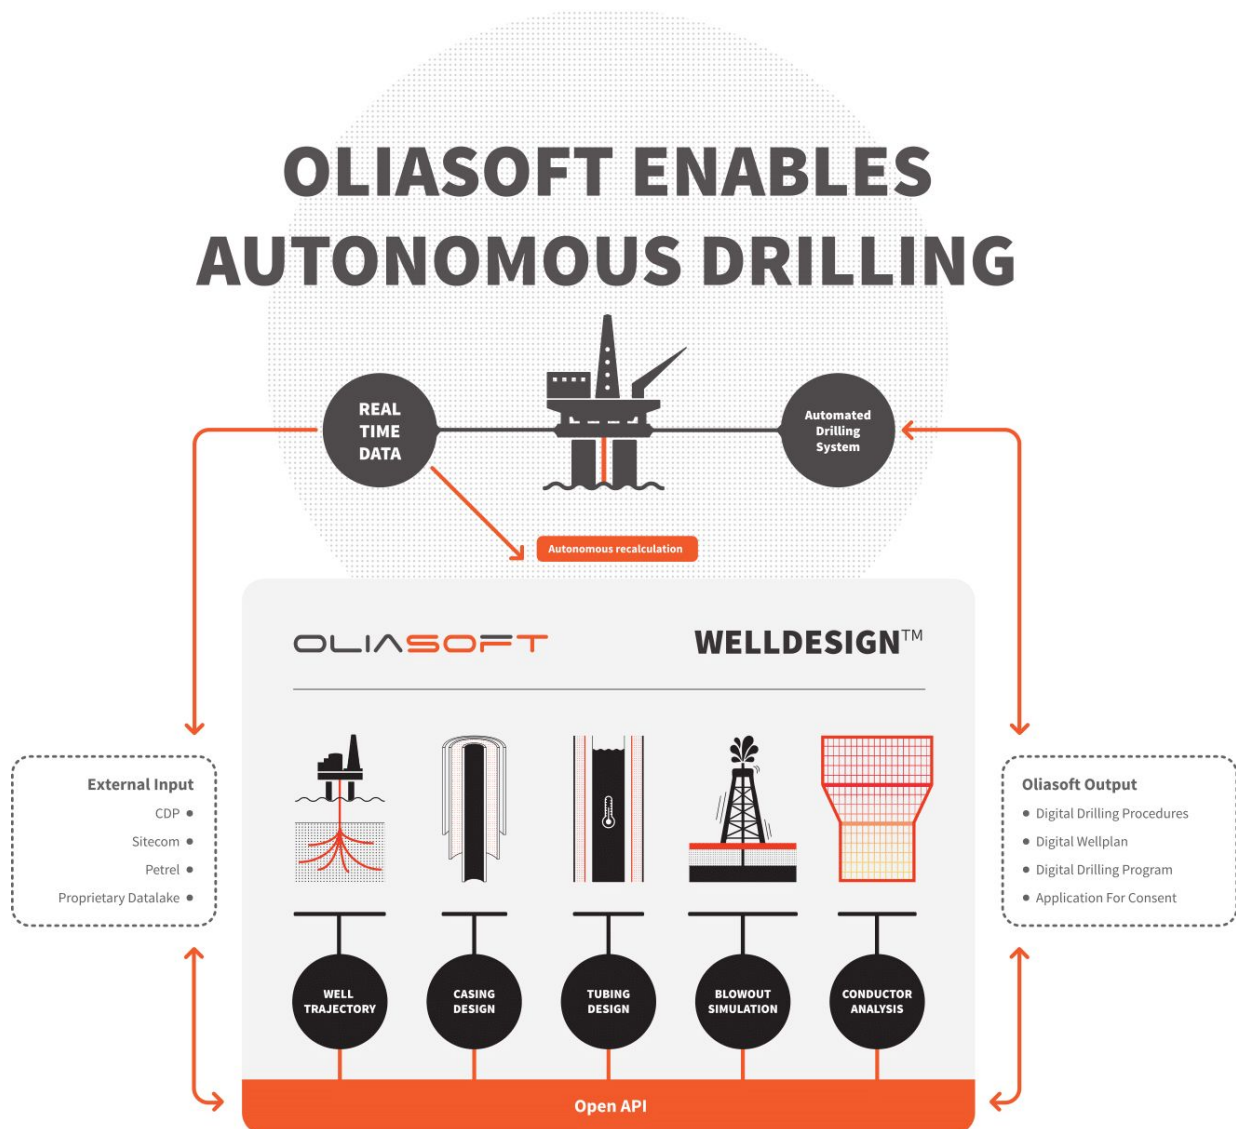 OLIASOFT ENABLES
AUTONOMOUS DRILLING
REAL
TIME
DATA
Automated
Drilling
System
Autonomous recalculation
OLIASOFT
WELLDESIGN™
External Input
CDP
Sitecom
Petrel
Proprietary Datalake
Oliasoft Output
Digital Drilling Procedures
Digital Wellplan
Digital Drilling Program
Application For Consent
WELL
TRAJECTORY
CASING
DESIGN
TUBING
DESIGN
BLOWOUT
SIMULATION
CONDUCTOR
ANALYSIS
Open API